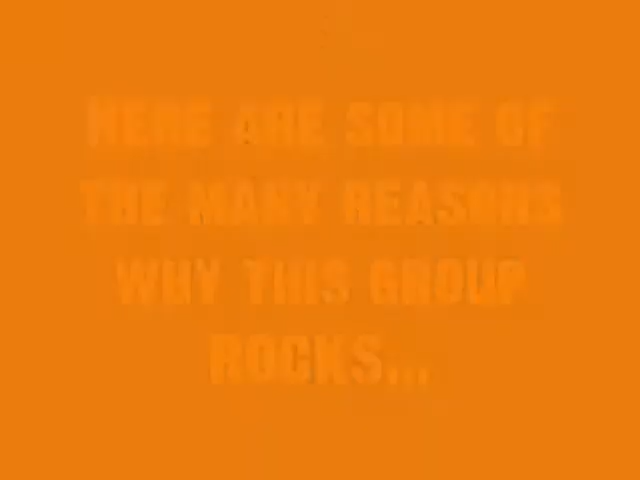 HERE ARE SOME OF
THE MANY REASONS
WHY THIS GROUP
ROCKS...